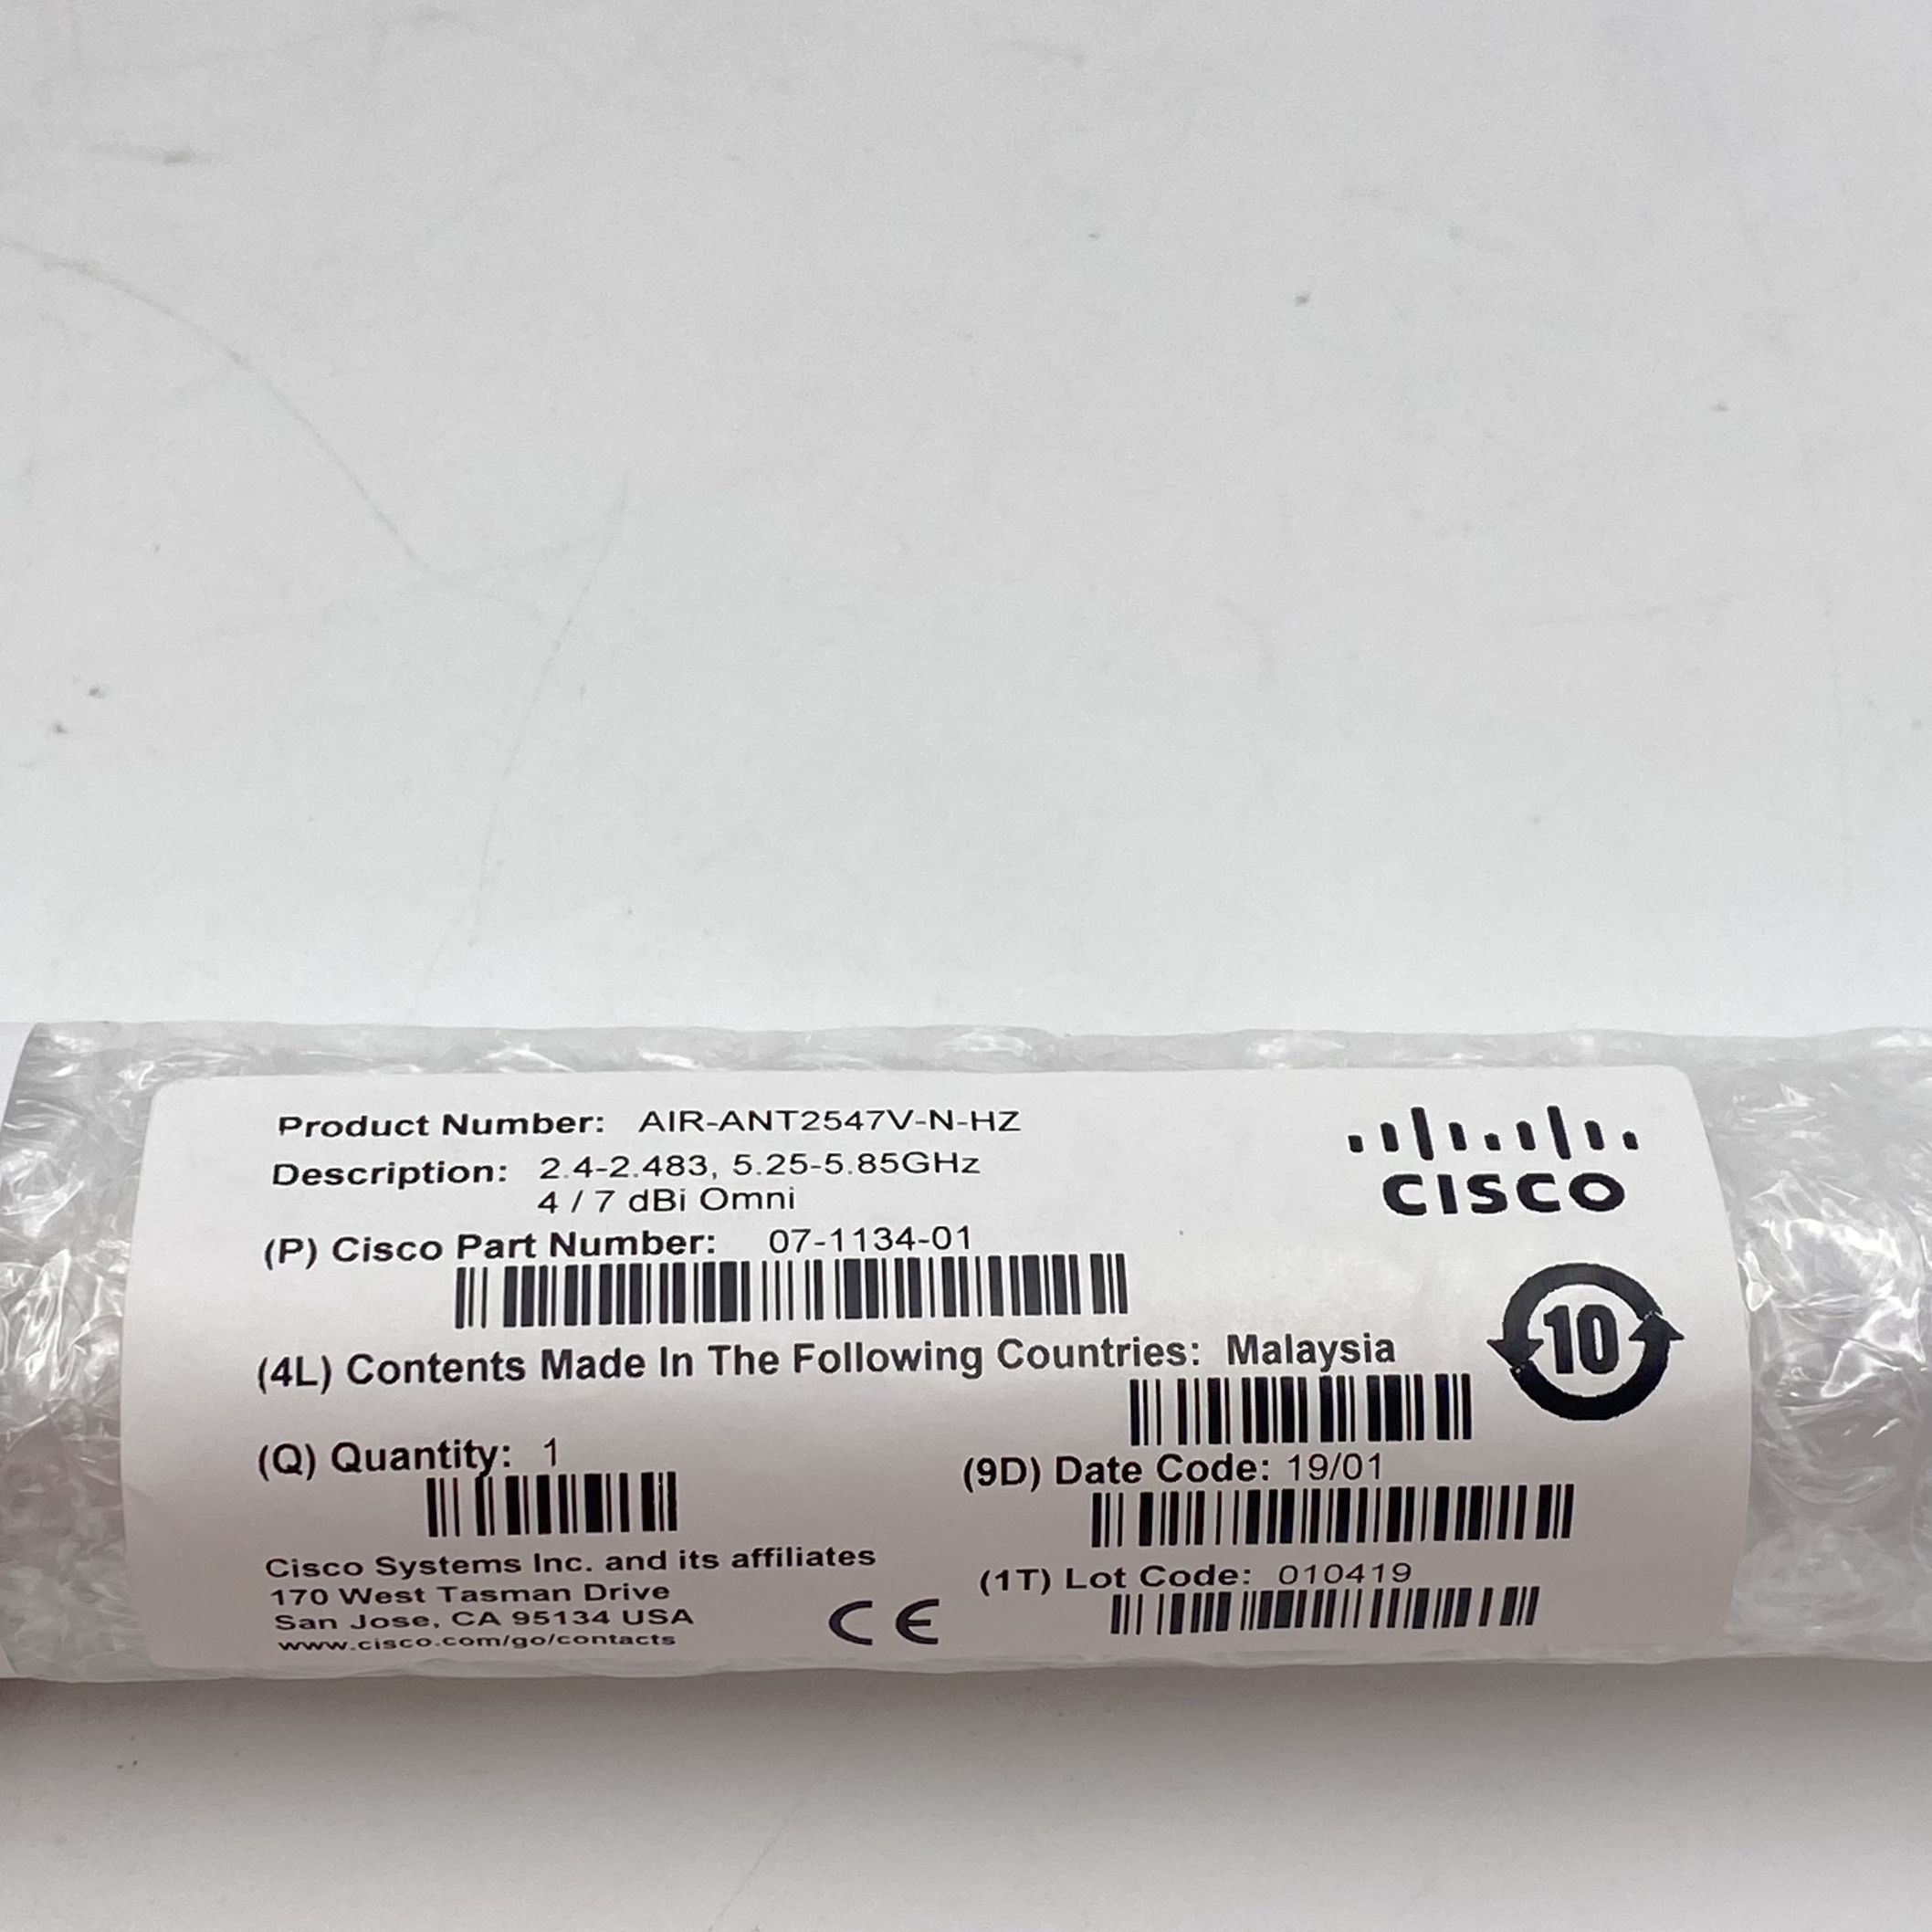 Product Number: AIR-ANT2547V-N-HZ
Description: 2.4-2.483, 5.25-5.85GHz
4 / 7 dBi Omni
(P) Cisco Part Number: 07-1134-01
(4L) Contents Made In The Following Countries: Malaysia
(Q) Quantity: 1
Cisco Systems Inc. and its affiliates
170 West Tasman Drive
San Jose, CA 95134 USA
www.cisco.com/go/contacts
CE
CISCO
10
(9D) Date Code: 19/01
(1T) Lot Code: 010419